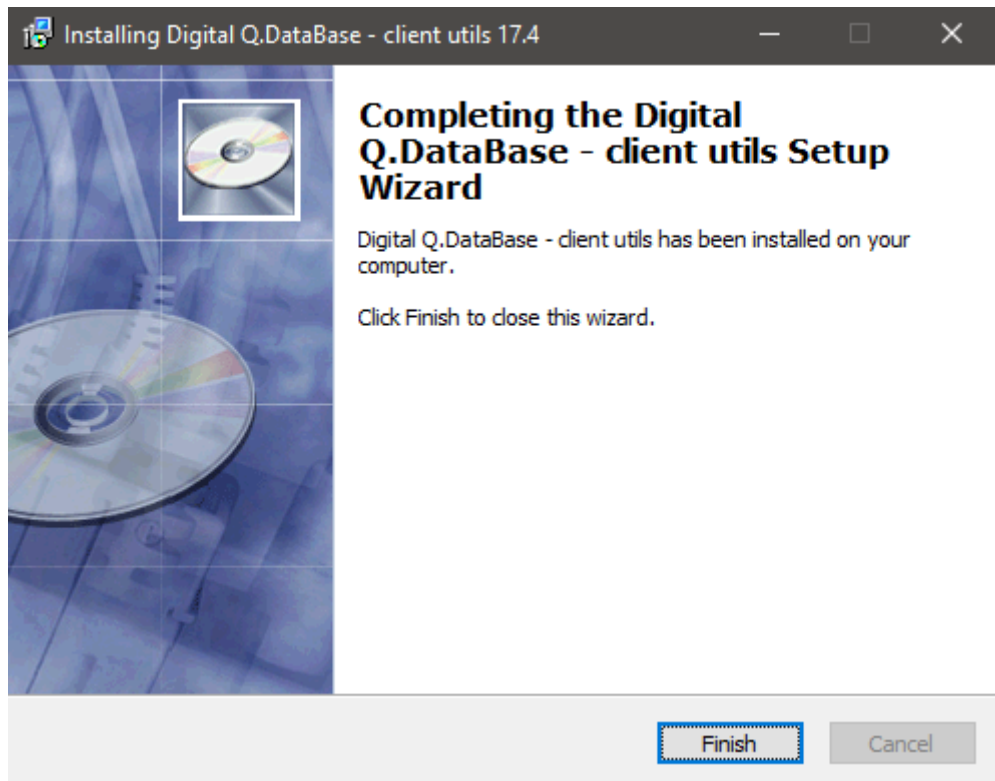 Installing Digital Q.DataBase - client utils 17.4
Completing the Digital
Q.DataBase - client utils Setup
Wizard
Digital Q.DataBase - client utils has been installed on your
computer.
Click Finish to close this wizard.
Finish
Cancel